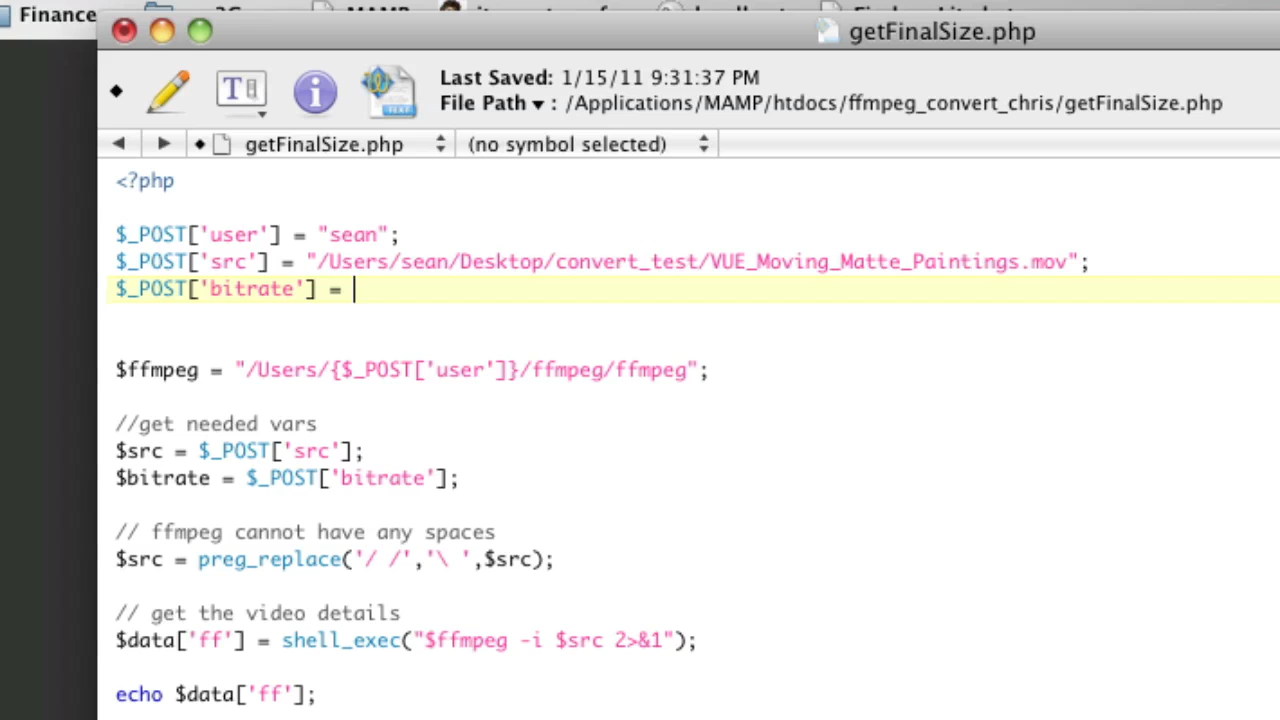 Finance
MAMP
getFinalSize.php
T
i
TEXT
Last Saved: 1/15/11 9:31:37 PM
File Path ▾ : /Applications/MAMP/htdocs/ffmpeg_convert_chris/getFinalSize.php
getFinalSize.php (no symbol selected)
<?php
$_POST['user'] = "sean";
$_POST['src'] = "/Users/sean/Desktop/convert_test/VUE_Moving_Matte_Paintings.mov";
$_POST['bitrate'] =
$ffmpeg = "/Users/{$_POST['user']}/ffmpeg/ffmpeg";
//get needed vars
$src = $_POST['src'];
$bitrate = $_POST['bitrate'];
// ffmpeg cannot have any spaces
$src = preg_replace('/ /','\ ',$src);
// get the video details
$data['ff'] = shell_exec("$ffmpeg -i $src 2>&1");
echo $data['ff'];